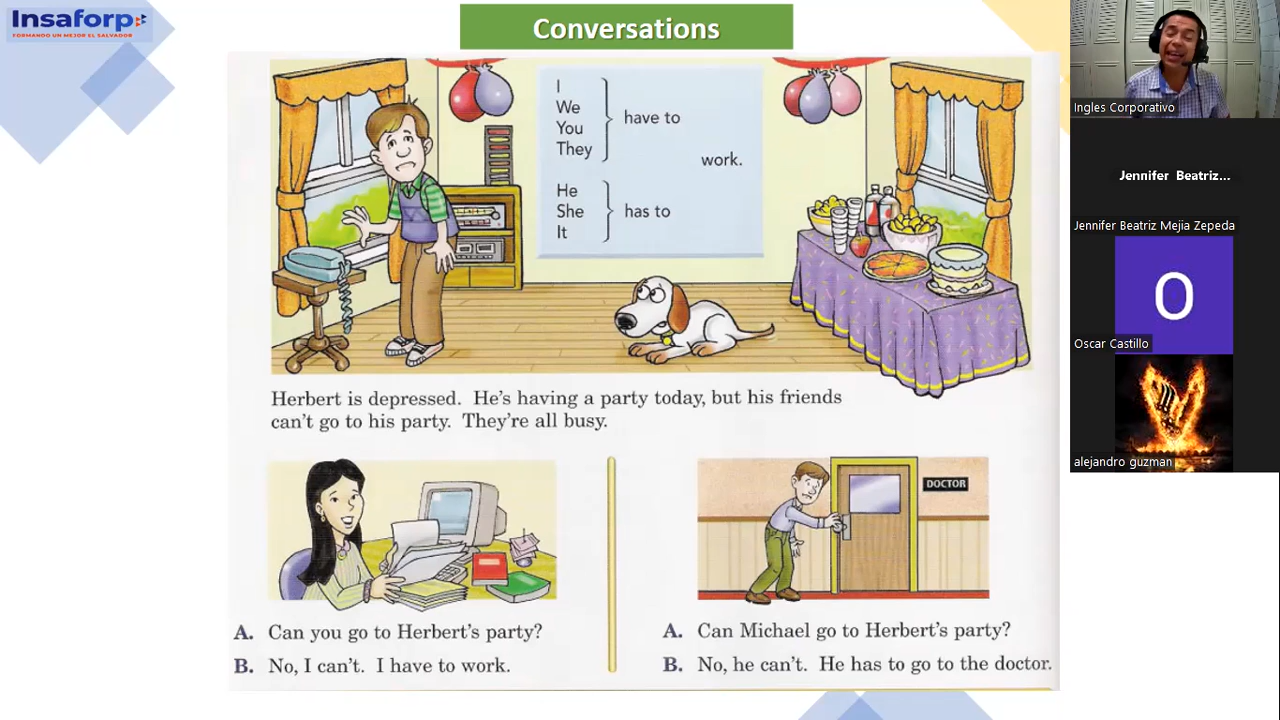 Insaforp
FORMANDO UN MEJOR EL SALVADOR
Conversations
I
We
You
They
have to
He
She
It
has to
work.
Herbert is depressed. He's having a party today, but his friends
can't go to his party. They're all busy.
DOCTOR
A. Can you go to Herbert's party?
B. No, I can't. I have to work.
A. Can Michael go to Herbert's party?
B. No, he can't. He has to go to the doctor.
Ingles Corporativo
Jennifer Beatriz...
Jennifer Beatriz Mejia Zepeda
O
Oscar Castillo
alejandro guzman